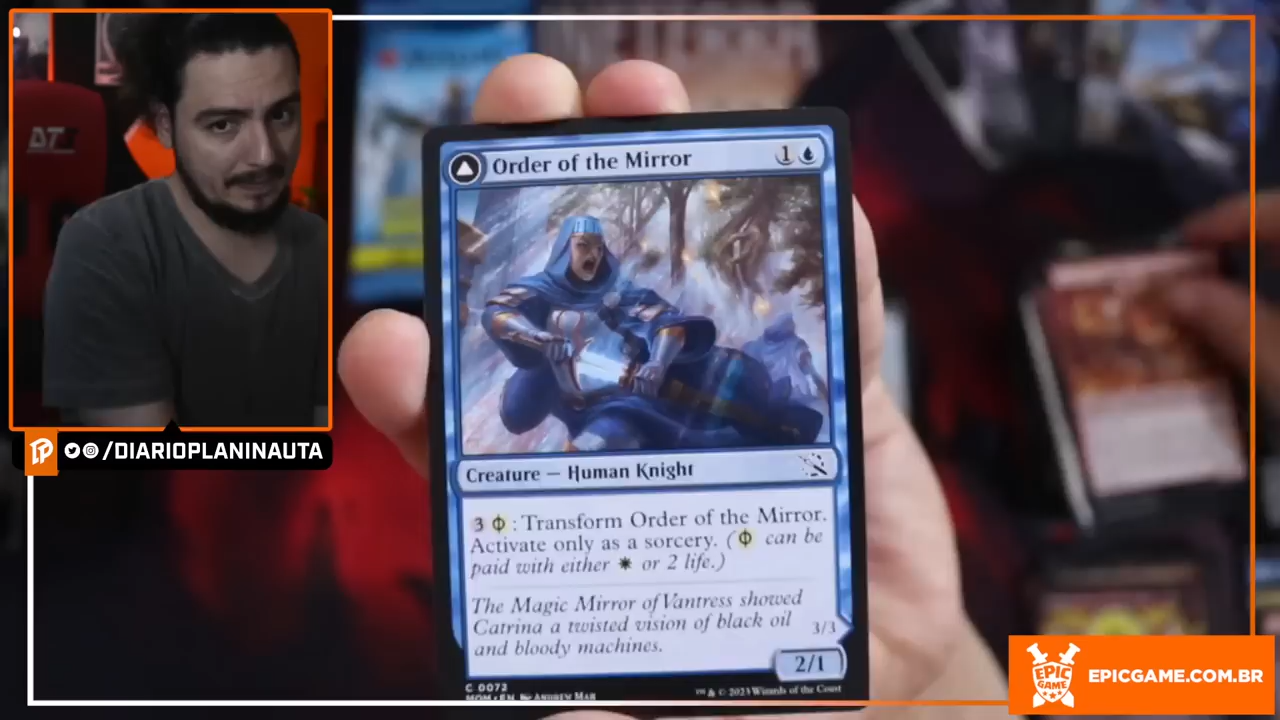 DT
Order of the Mirror 1
Creature — Human Knight
3 : Transform Order of the Mirror.
Activate only as a sorcery. ( can be
paid with either or 2 life.)
The Magic Mirror of Vantress showed
Catrina a twisted vision of black oil
and bloody machines.
3/3
2/1
C 0072
MOM • EN ANDREW MAR
™ & © 2023 Wizards of the Coast
/DIARIOPLANINAUTA
EPIC
GAME
EPICGAME.COM.BR